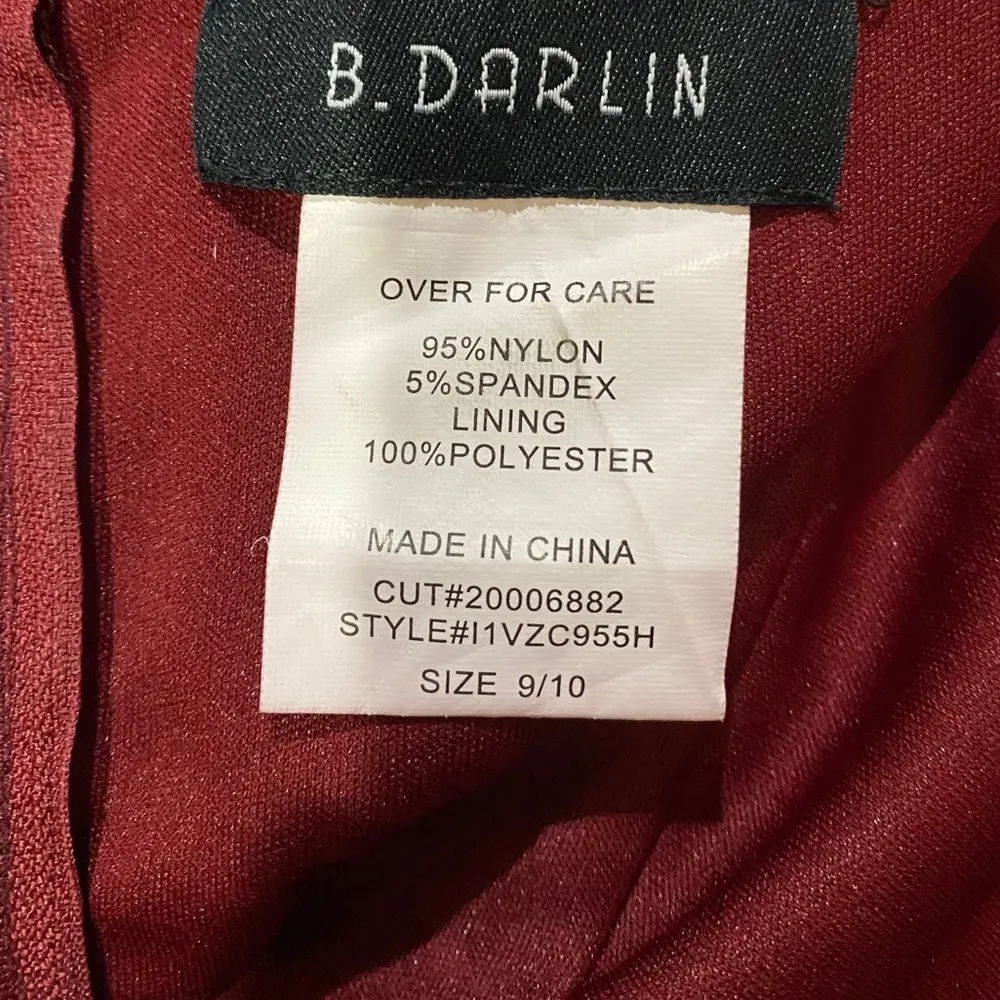 B.DARLIN
OVER FOR CARE
95%NYLON
5%SPANDEX
LINING
100%POLYESTER
MADE IN CHINA
CUT#20006882
STYLE#I1VZC955H
SIZE 9/10